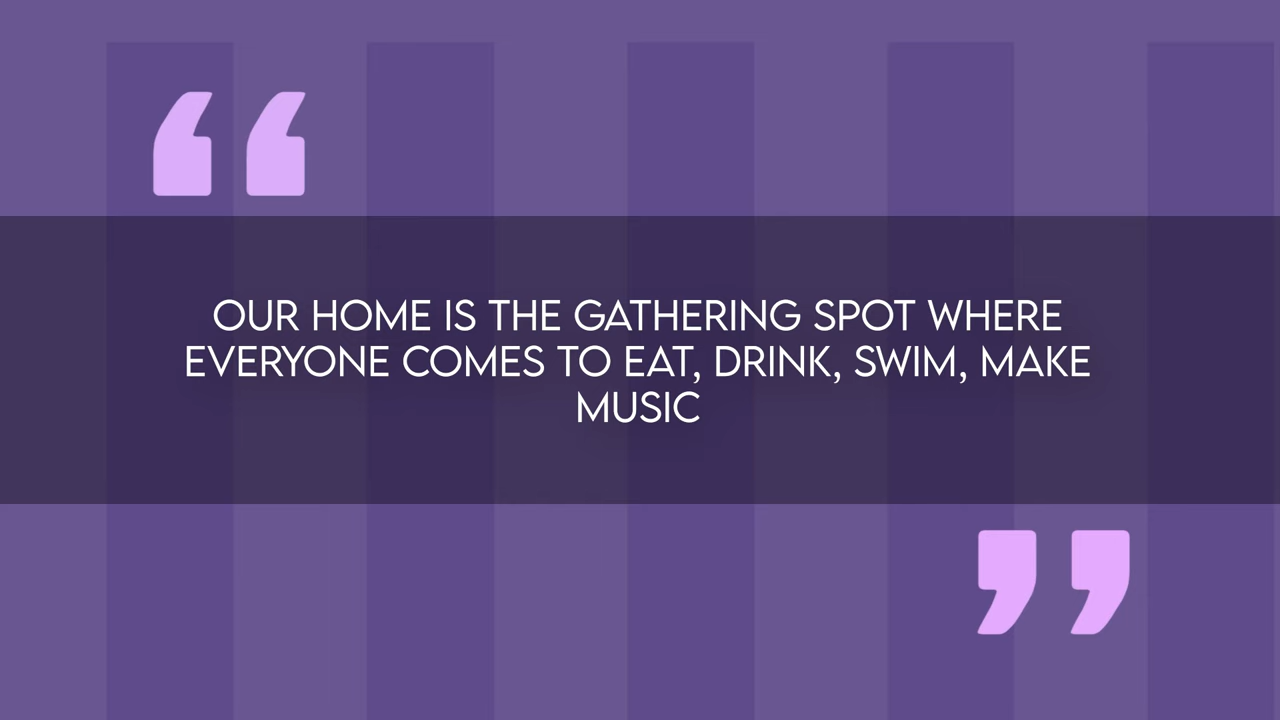 “
OUR HOME IS THE GATHERING SPOT WHERE
EVERYONE COMES TO EAT, DRINK, SWIM, MAKE
MUSIC
”